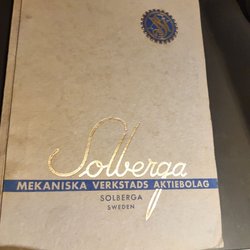 Solberga
MEKANISKA VERKSTADS AKTIEBOLAG
SOLBERGA
SWEDEN